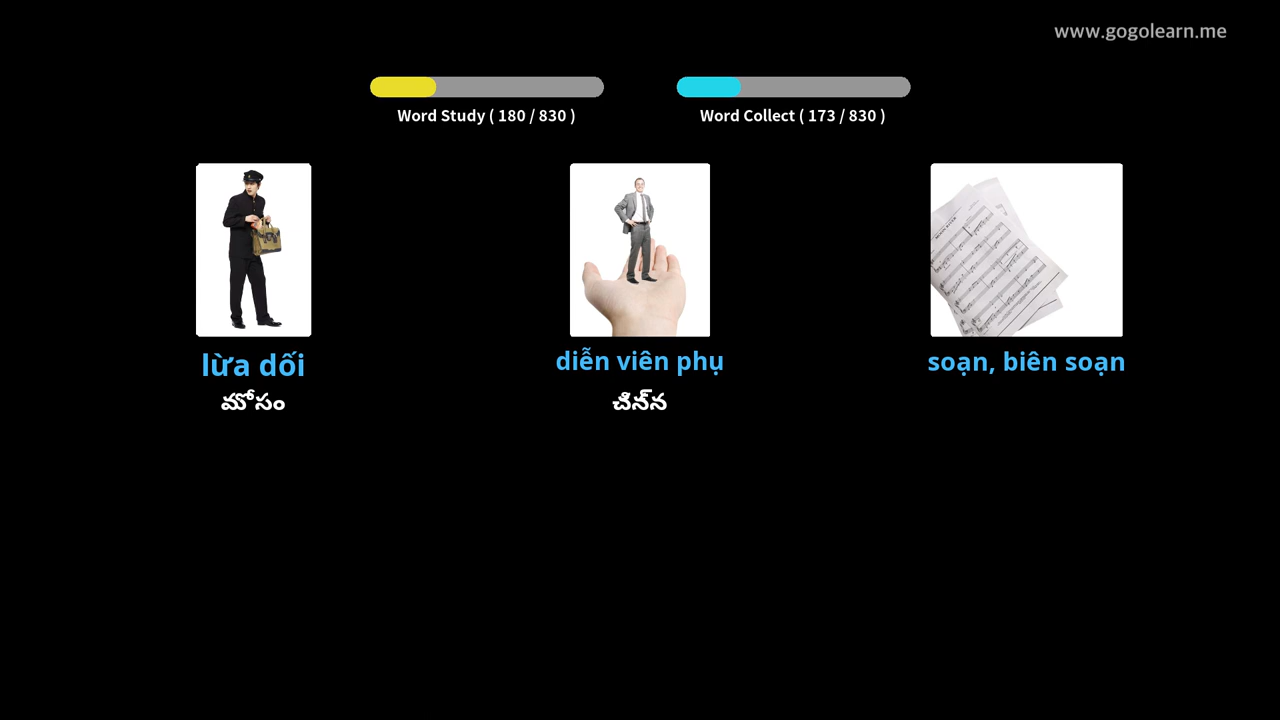 www.gogolearn.me
Word Study ( 180 / 830 )
Word Collect ( 173 / 830 )
lừa dối
diễn viên phụ
soạn, biên soạn
మోసం
చిన్న